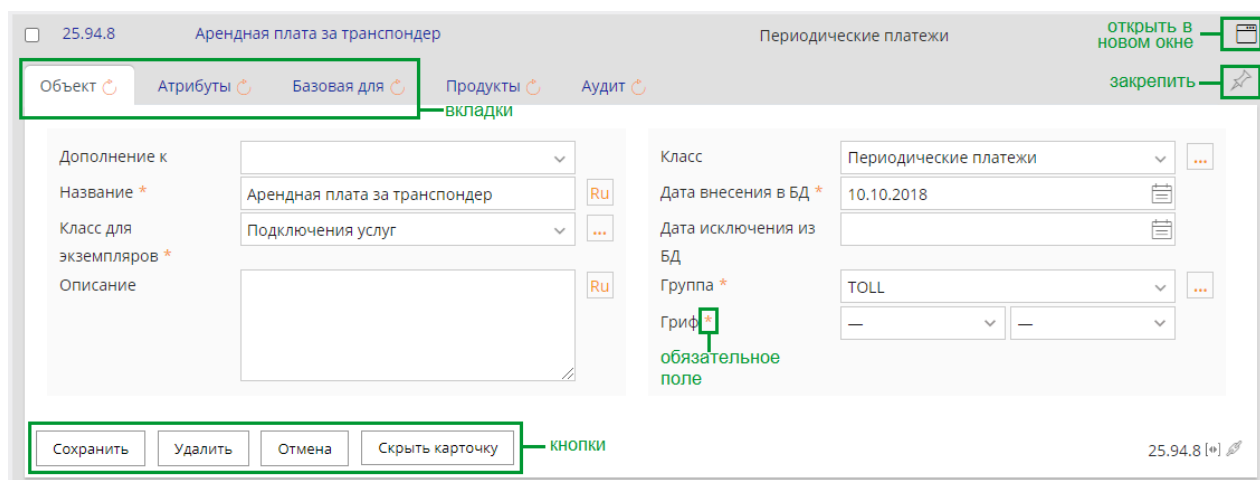 25.94.8 Арендная плата за транспондер Периодические платежи открыть в новом окне
Объект Атрибуты Базовая для Продукты Аудит закрепить
вкладки
Дополнение к
Название * Арендная плата за транспондер Ru
Класс для экземпляров * Подключения услуг ...
Описание Ru
Класс Периодические платежи ...
Дата внесения в БД * 10.10.2018
Дата исключения из БД
Группа * TOLL ...
Гриф * — —
обязательное
поле
Сохранить Удалить Отмена Скрыть карточку кнопки
25.94.8